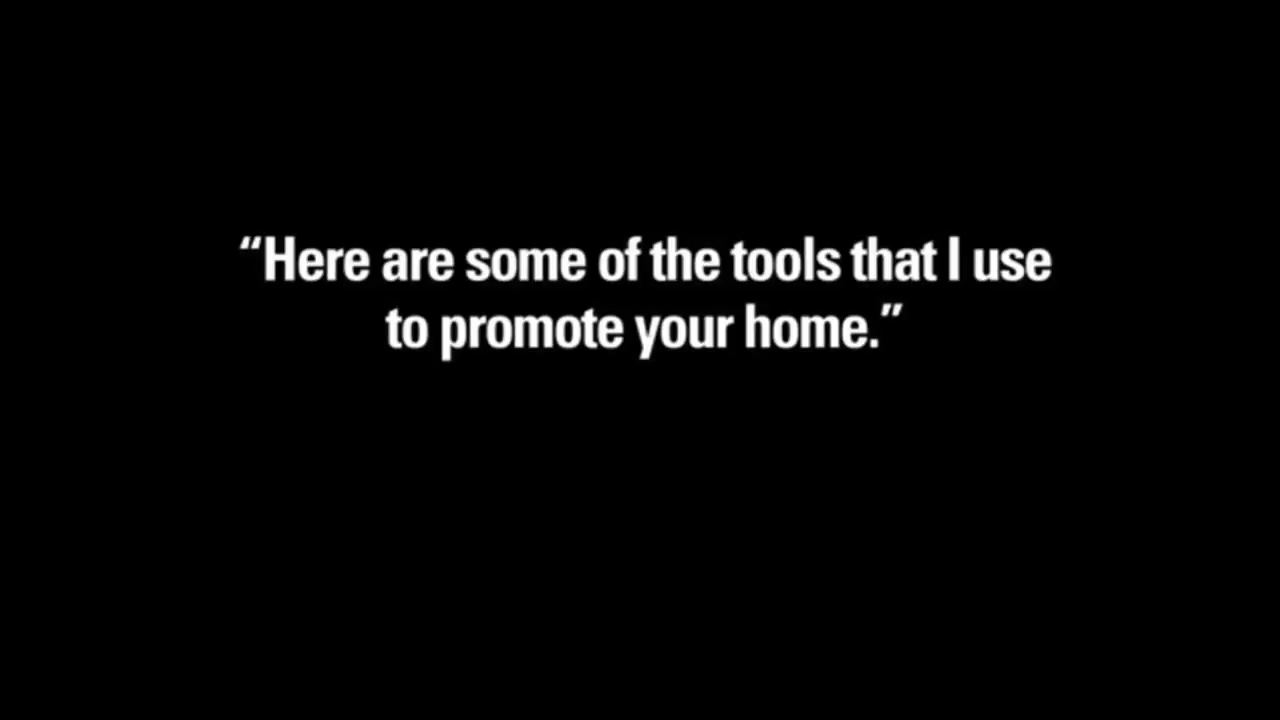 “Here are some of the tools that I use
to promote your home.”